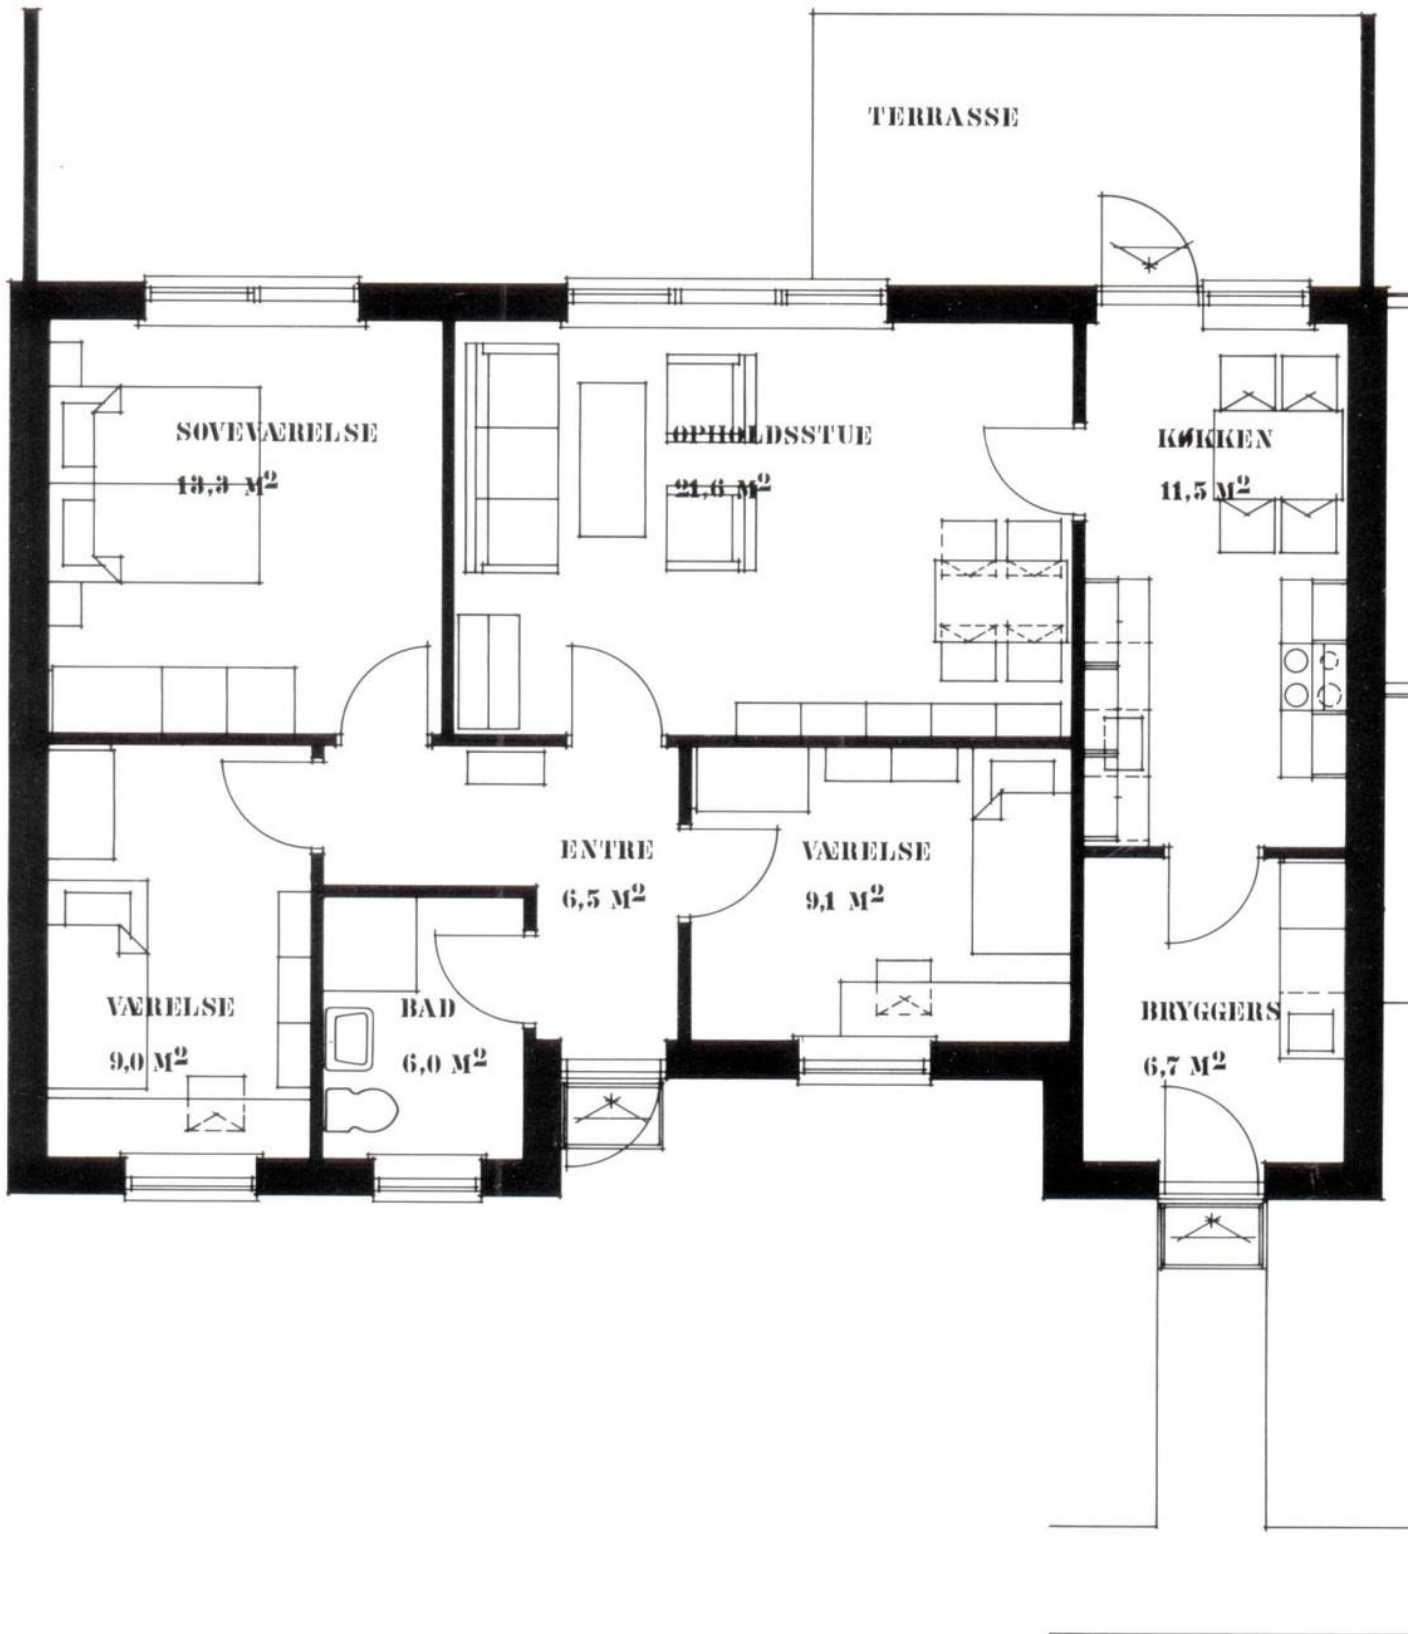 TERRASSE
SOVEVÆRELSE
13,3 M²
OPHOLDSSTUE
21,6 M²
KØKKEN
11,5 M²
ENTRE
6,5 M²
VÆRELSE
9,1 M²
VÆRELSE
9,0 M²
BAD
6,0 M²
BRYGGERS
6,7 M²